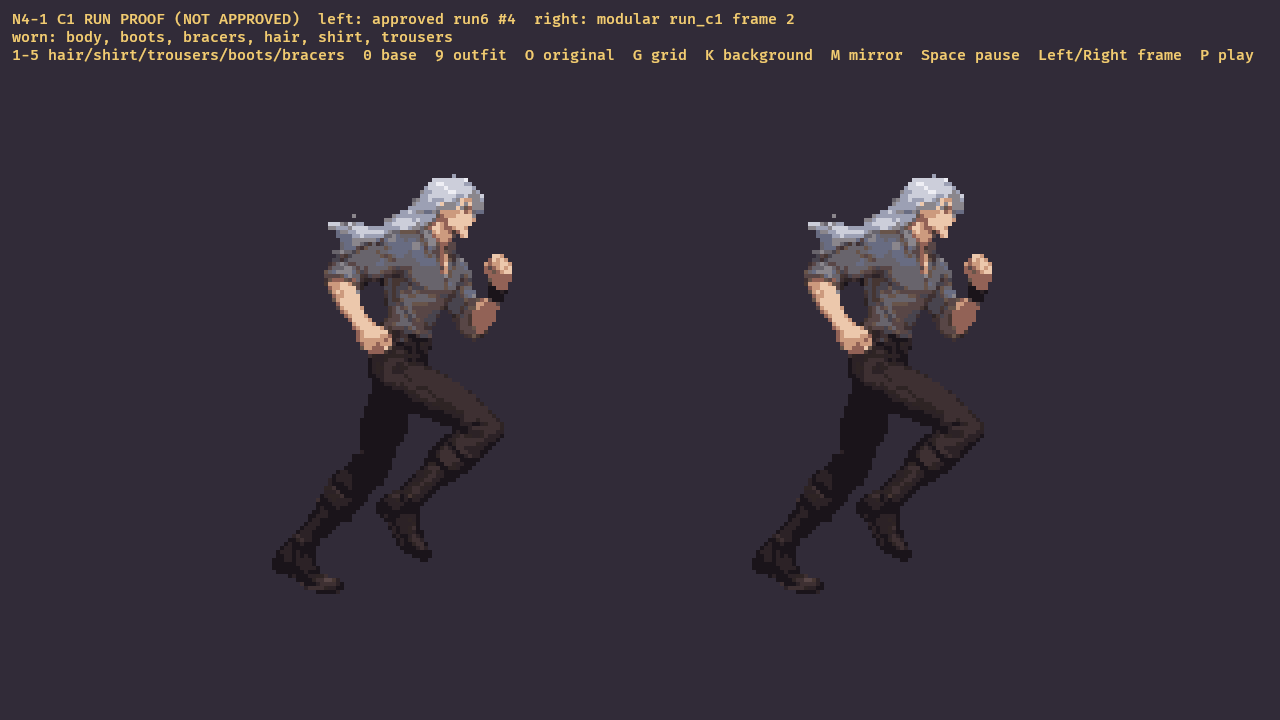 N4-1 C1 RUN PROOF (NOT APPROVED)  left: approved run6 #4  right: modular run_c1 frame 2
worn: body, boots, bracers, hair, shirt, trousers
1-5 hair/shirt/trousers/boots/bracers  0 base  9 outfit  O original  G grid  K background  M mirror  Space pause  Left/Right frame  P play